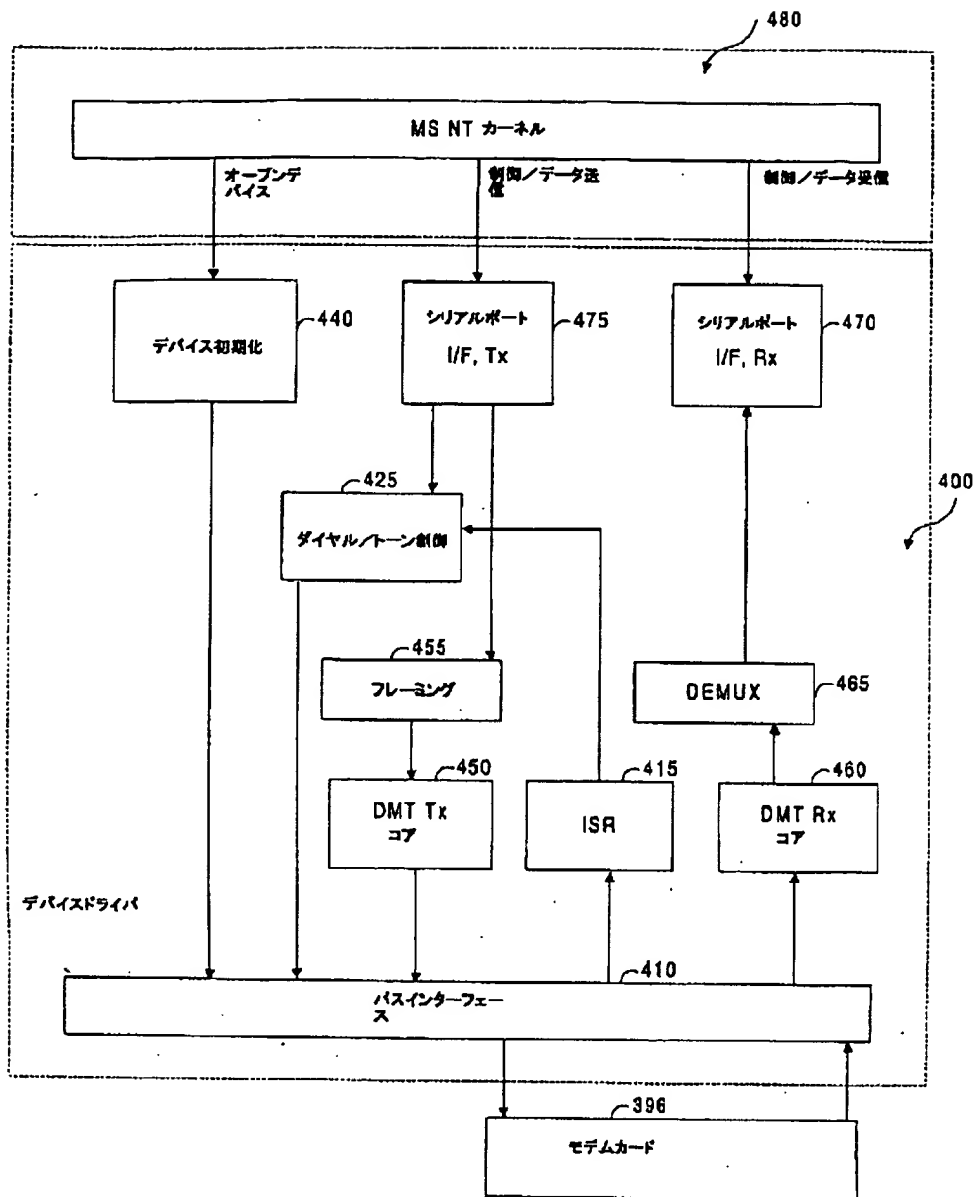 480
MS NT カーネル
オープンデ
バイス
制御/データ送
信
制御/データ受信
デバイス初期化
440
シリアルポート
I/F, Tx
475
シリアルポート
I/F, Rx
470
425
ダイヤル/トーン制御
400
455
フレーミング
DEMUX
465
450
DMT Tx
コア
415
ISR
460
DMT Rx
コア
デバイスドライバ
410
バスインターフェー
ス
396
モデムカード